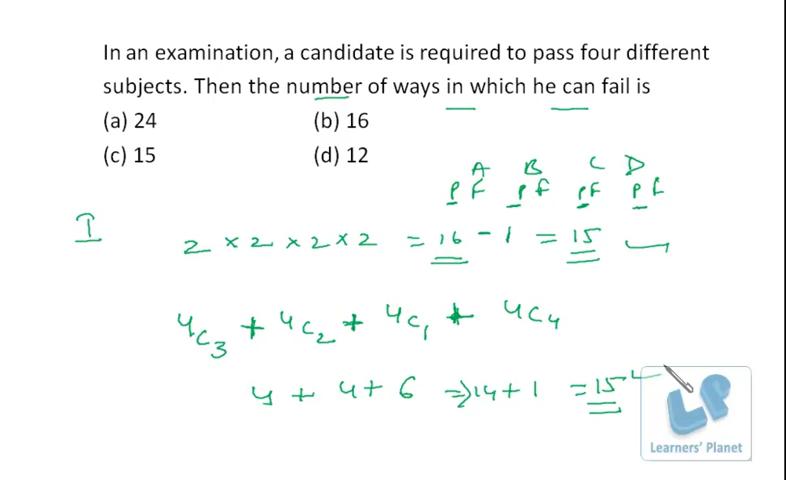 In an examination, a candidate is required to pass four different
subjects. Then the number of ways in which he can fail is
(a) 24 (b) 16
(c) 15 (d) 12
A B C D
P F P F P F P F
I
2 × 2 × 2 × 2 = 16 - 1 = 15
4C3 + 4C2 + 4C1 + 4C4
4 + 4 + 6 => 14 + 1 = 15
LP
Learners' Planet